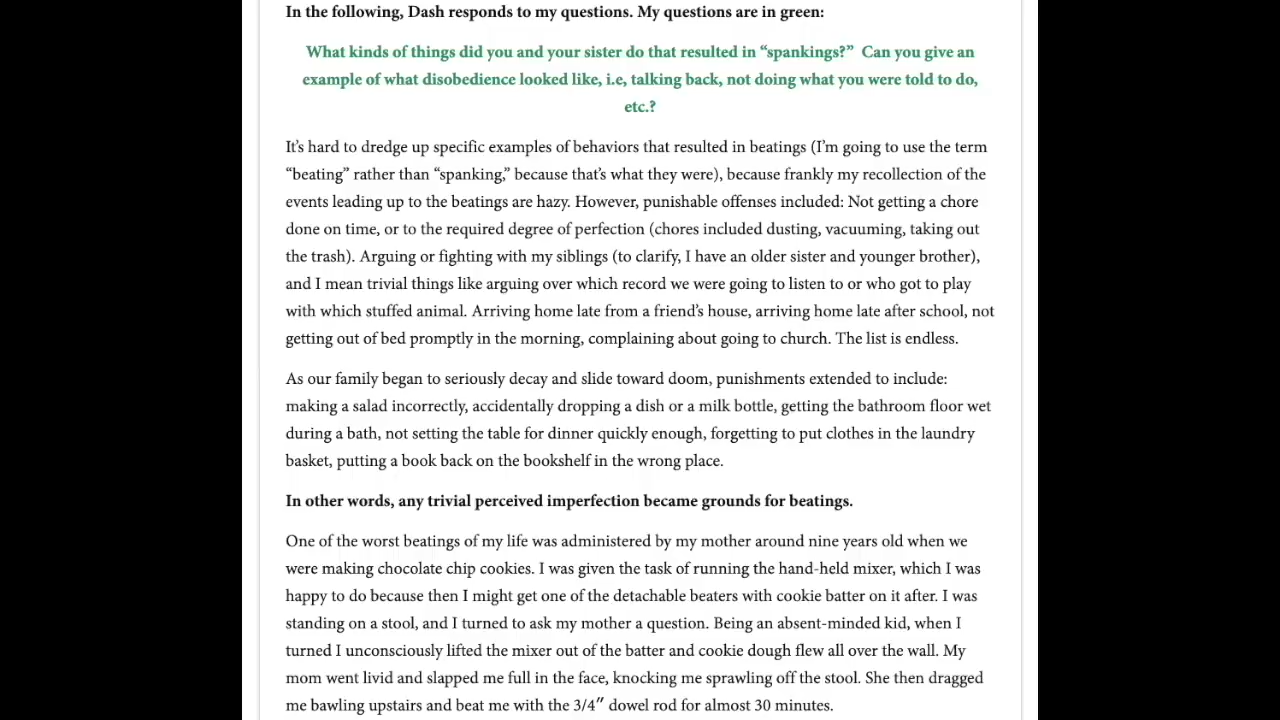 In the following, Dash responds to my questions. My questions are in green:
What kinds of things did you and your sister do that resulted in “spankings?”  Can you give an
example of what disobedience looked like, i.e, talking back, not doing what you were told to do,
etc.?
It’s hard to dredge up specific examples of behaviors that resulted in beatings (I’m going to use the term
“beating” rather than “spanking,” because that’s what they were), because frankly my recollection of the
events leading up to the beatings are hazy. However, punishable offenses included: Not getting a chore
done on time, or to the required degree of perfection (chores included dusting, vacuuming, taking out
the trash). Arguing or fighting with my siblings (to clarify, I have an older sister and younger brother),
and I mean trivial things like arguing over which record we were going to listen to or who got to play
with which stuffed animal. Arriving home late from a friend’s house, arriving home late after school, not
getting out of bed promptly in the morning, complaining about going to church. The list is endless.
As our family began to seriously decay and slide toward doom, punishments extended to include:
making a salad incorrectly, accidentally dropping a dish or a milk bottle, getting the bathroom floor wet
during a bath, not setting the table for dinner quickly enough, forgetting to put clothes in the laundry
basket, putting a book back on the bookshelf in the wrong place.
In other words, any trivial perceived imperfection became grounds for beatings.
One of the worst beatings of my life was administered by my mother around nine years old when we
were making chocolate chip cookies. I was given the task of running the hand-held mixer, which I was
happy to do because then I might get one of the detachable beaters with cookie batter on it after. I was
standing on a stool, and I turned to ask my mother a question. Being an absent-minded kid, when I
turned I unconsciously lifted the mixer out of the batter and cookie dough flew all over the wall. My
mom went livid and slapped me full in the face, knocking me sprawling off the stool. She then dragged
me bawling upstairs and beat me with the 3/4″ dowel rod for almost 30 minutes.